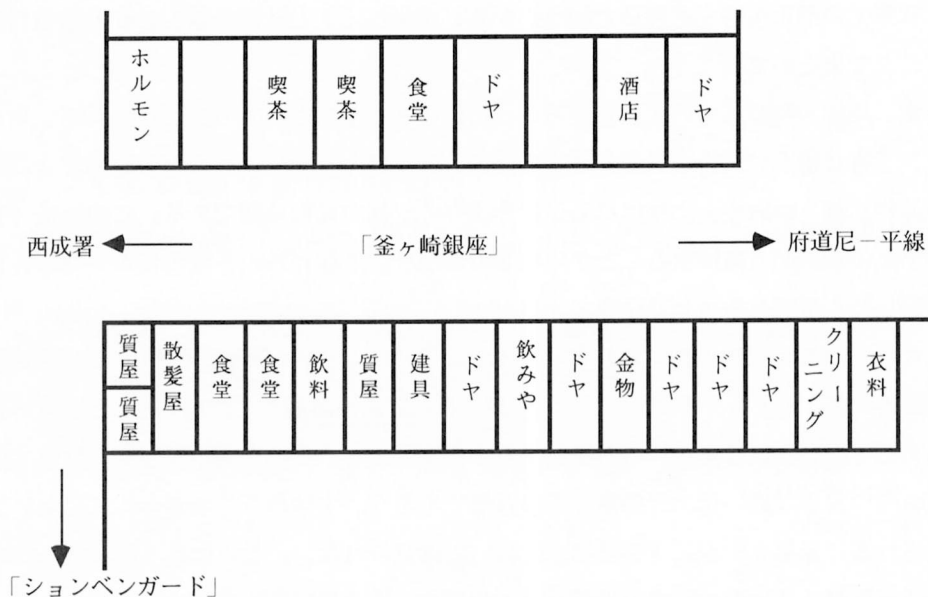 ホルモン
喫茶
喫茶
食堂
ドヤ
酒店
ドヤ
西成署
「釜ヶ崎銀座」
府道尼－平線
質屋
質屋
散髪屋
食堂
食堂
飲料
質屋
建具
ドヤ
飲みや
ドヤ
金物
ドヤ
ドヤ
ドヤ
クリー
ニング
衣料
「ションベンガード」